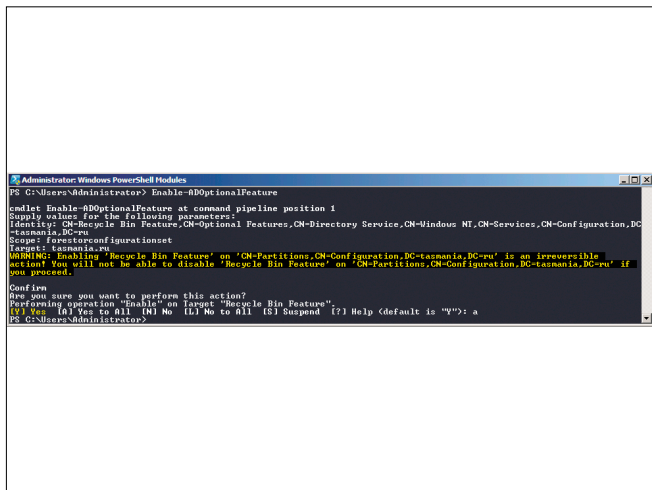 Administrator: Windows PowerShell Modules
PS C:\Users\Administrator> Enable-ADOptionalFeature
cmdlet Enable-ADOptionalFeature at command pipeline position 1
Supply values for the following parameters:
Identity: CN=Recycle Bin Feature,CN=Optional Features,CN=Directory Service,CN=Windows NT,CN=Services,CN=Configuration,DC
=tasmania,DC=ru
Scope: forestorconfigurationset
Target: tasmania.ru
WARNING: Enabling 'Recycle Bin Feature' on 'CN=Partitions,CN=Configuration,DC=tasmania,DC=ru' is an irreversible
action! You will not be able to disable 'Recycle Bin Feature' on 'CN=Partitions,CN=Configuration,DC=tasmania,DC=ru' if
you proceed.
Confirm
Are you sure you want to perform this action?
Performing operation "Enable" on Target "Recycle Bin Feature".
[Y] Yes  [A] Yes to All  [N] No  [L] No to All  [S] Suspend  [?] Help (default is "Y"): a
PS C:\Users\Administrator>